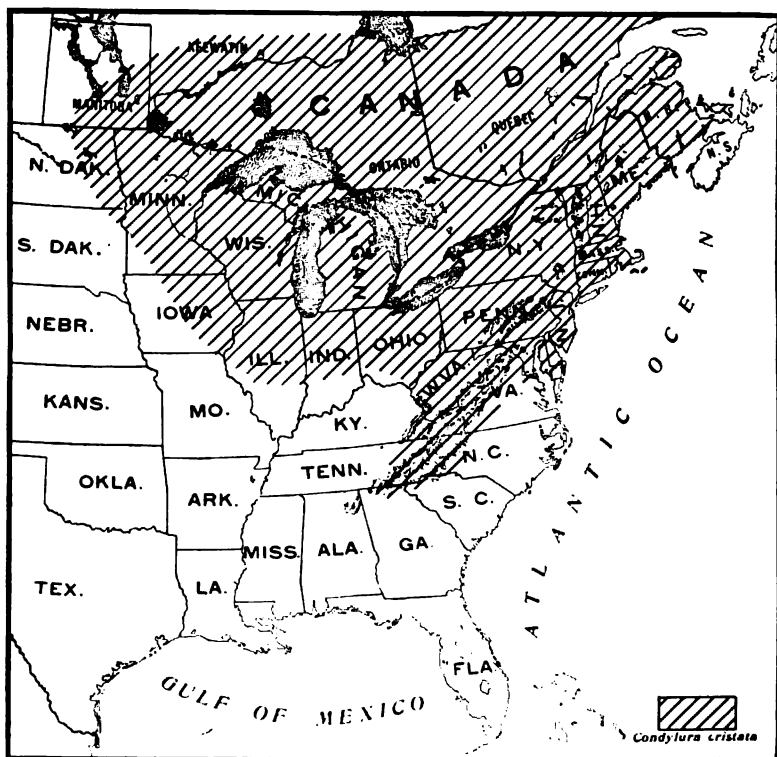 KEEWATIN
MANITOBA
CANADA
QUEBEC
ONTARIO
N.B.
N.S.
ME.
N. DAK.
MINN.
MICHIGAN
WIS.
N.Y.
S. DAK.
IOWA
PENN.
NEBR.
ILL. IND. OHIO
W.VA.
VA.
KANS.
MO.
KY.
TENN.
N.C.
OKLA.
ARK.
S. C.
MISS. ALA. GA.
TEX.
LA.
FLA.
ATLANTIC OCEAN
GULF OF MEXICO
Condylura cristata